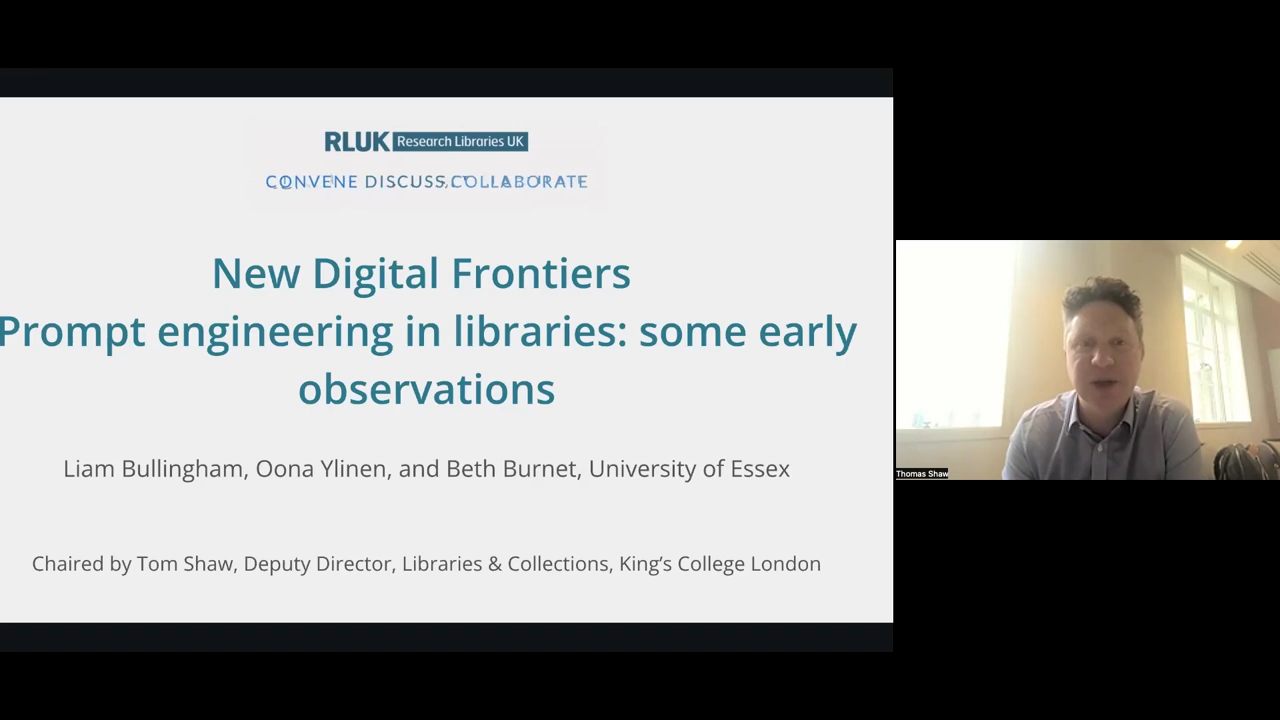 RLUK Research Libraries UK
CONVENE DISCUSS COLLABORATE
New Digital Frontiers
Prompt engineering in libraries: some early
observations
Liam Bullingham, Oona Ylinen, and Beth Burnet, University of Essex
Chaired by Tom Shaw, Deputy Director, Libraries & Collections, King’s College London
Thomas Shaw